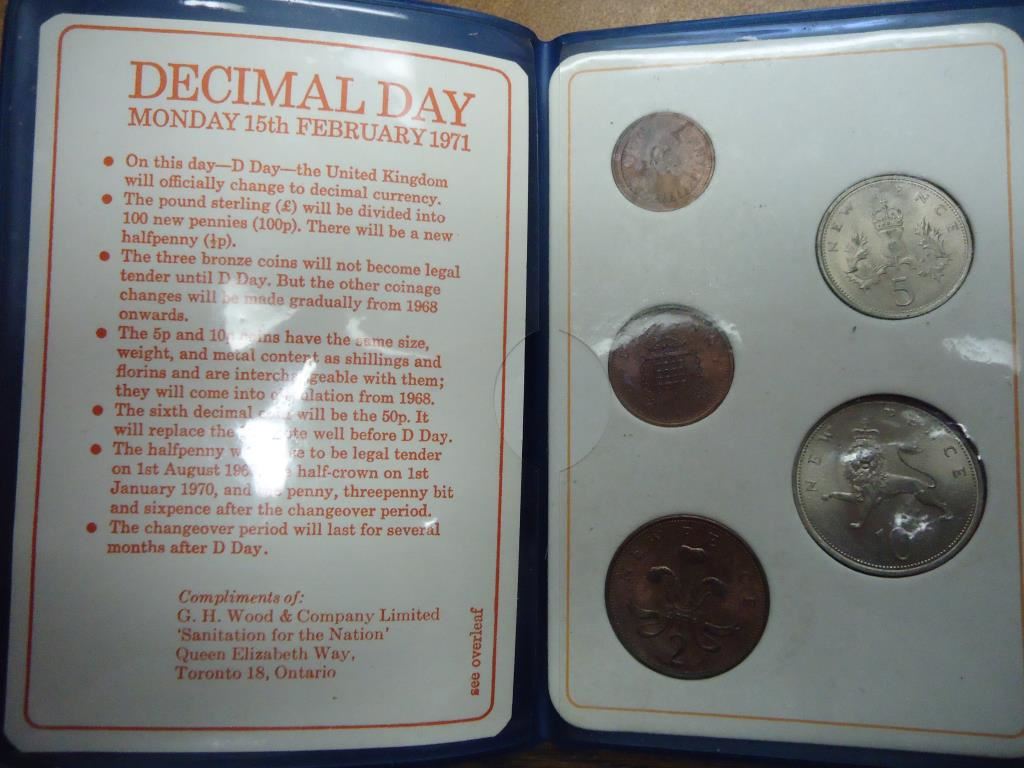 DECIMAL DAY
MONDAY 15th FEBRUARY 1971
• On this day—D Day—the United Kingdom
will officially change to decimal currency.
• The pound sterling (£) will be divided into
100 new pennies (100p). There will be a new
halfpenny (½p).
• The three bronze coins will not become legal
tender until D Day. But the other coinage
changes will be made gradually from 1968
onwards.
• The 5p and 10p coins have the same size,
weight, and metal content as shillings and
florins and are interchangeable with them;
they will come into circulation from 1968.
• The sixth decimal coin will be the 50p. It
will replace the note well before D Day.
• The halfpenny to be legal tender
on 1st August half-crown on 1st
January 1970, and the penny, threepenny bit
and sixpence after the changeover period.
• The changeover period will last for several
months after D Day.
Compliments of:
G. H. Wood & Company Limited
'Sanitation for the Nation'
Queen Elizabeth Way,
Toronto 18, Ontario
see overleaf
NEW PENCE
5
NEW PENCE
10
NEW PENCE
2